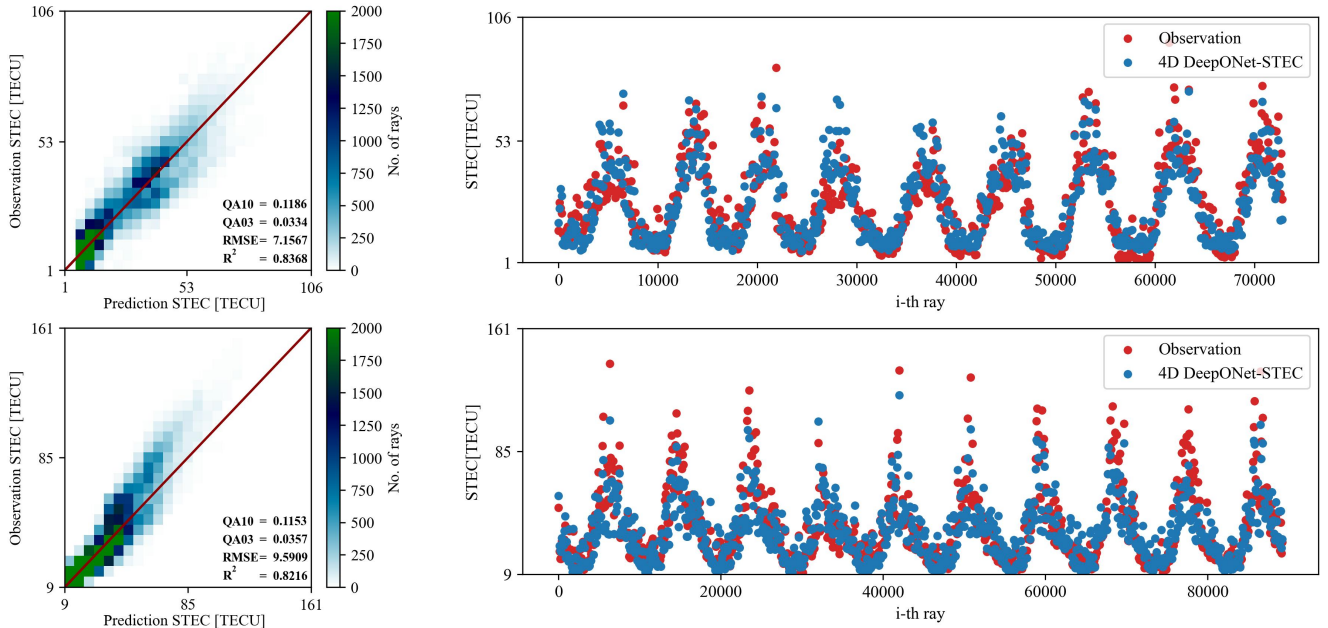 106
53
1
Observation STEC [TECU]
1
53
106
Prediction STEC [TECU]
QA10 = 0.1186
QA03 = 0.0334
RMSE= 7.1567
R² = 0.8368
2000
1750
1500
1250
1000
750
500
250
0
No. of rays
106
53
1
STEC[TECU]
0
10000
20000
30000
40000
50000
60000
70000
i-th ray
Observation
4D DeepONet-STEC
161
85
9
Observation STEC [TECU]
9
85
161
Prediction STEC [TECU]
QA10 = 0.1153
QA03 = 0.0357
RMSE= 9.5909
R² = 0.8216
2000
1750
1500
1250
1000
750
500
250
0
No. of rays
161
85
9
STEC[TECU]
0
20000
40000
60000
80000
i-th ray
Observation
4D DeepONet-STEC